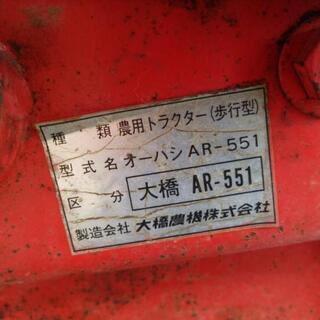 種類 農用トラクター(歩行型)
型式名 オーハシ AR-551
区分 大橋 AR-551
製造会社 大橋農機株式会社